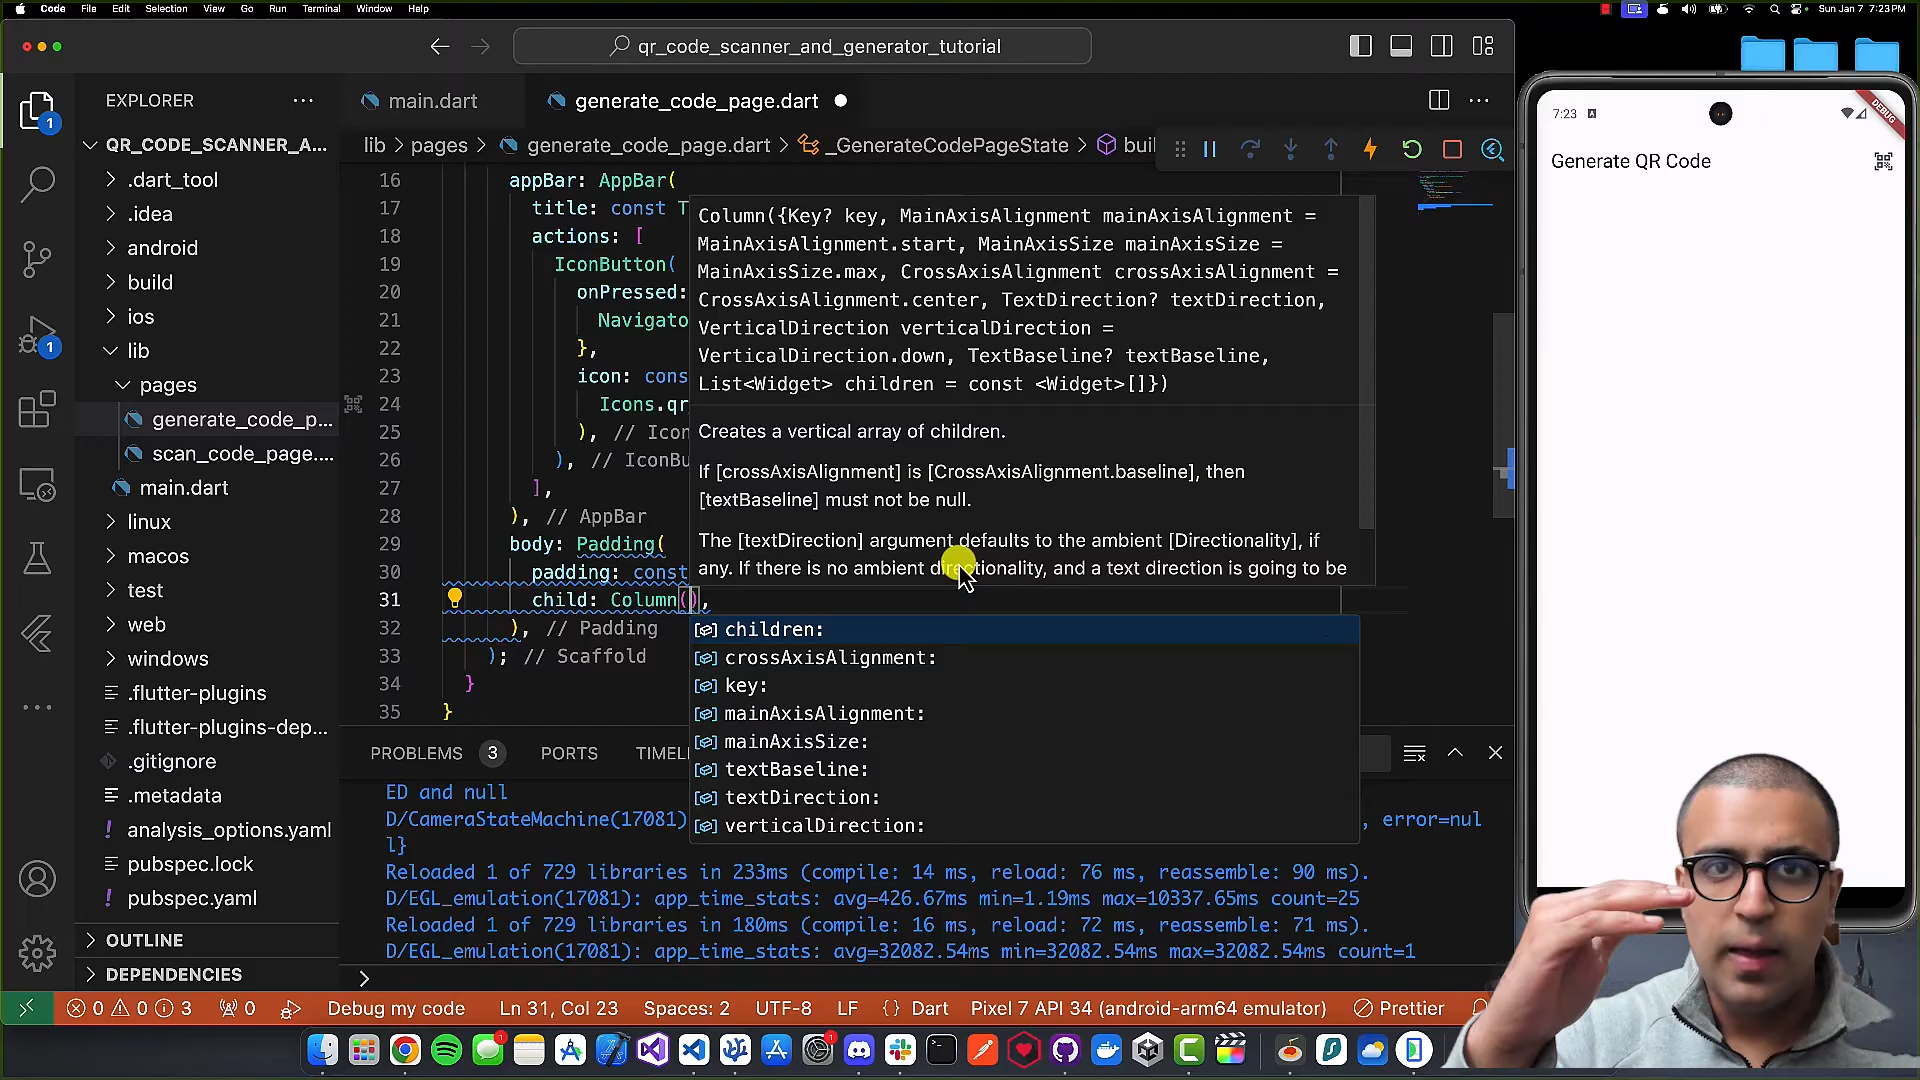 Code File Edit Selection View Go Run Terminal Window Help Sun Jan 7 7:23 PM
qr_code_scanner_and_generator_tutorial
EXPLORER
main.dart
generate_code_page.dart
QR_CODE_SCANNER_A...
lib > pages > generate_code_page.dart > _GenerateCodePageState > buil
.dart_tool
.idea
android
build
ios
lib
pages
generate_code_p...
scan_code_page....
main.dart
linux
macos
test
web
windows
.flutter-plugins
.flutter-plugins-dep...
.gitignore
.metadata
analysis_options.yaml
pubspec.lock
pubspec.yaml
OUTLINE
DEPENDENCIES
1
1
16 appBar: AppBar(
17 title: const T
18 actions: [
19 IconButton(
20 onPressed:
21 Navigato
22 },
23 icon: cons
24 Icons.qr
25 ), // Icon
26 ), // IconBu
27 ],
28 ), // AppBar
29 body: Padding(
30 padding: const
31 child: Column(),
32 ), // Padding
33 ); // Scaffold
34 }
35 }
Column({Key? key, MainAxisAlignment mainAxisAlignment =
MainAxisAlignment.start, MainAxisSize mainAxisSize =
MainAxisSize.max, CrossAxisAlignment crossAxisAlignment =
CrossAxisAlignment.center, TextDirection? textDirection,
VerticalDirection verticalDirection =
VerticalDirection.down, TextBaseline? textBaseline,
List<Widget> children = const <Widget>[]})
Creates a vertical array of children.
If [crossAxisAlignment] is [CrossAxisAlignment.baseline], then
[textBaseline] must not be null.
The [textDirection] argument defaults to the ambient [Directionality], if
any. If there is no ambient directionality, and a text direction is going to be
children:
crossAxisAlignment:
key:
mainAxisAlignment:
mainAxisSize:
textBaseline:
textDirection:
verticalDirection:
PROBLEMS 3 PORTS TIMEL
ED and null
D/CameraStateMachine(17081) , error=nul
l}
Reloaded 1 of 729 libraries in 233ms (compile: 14 ms, reload: 76 ms, reassemble: 90 ms).
D/EGL_emulation(17081): app_time_stats: avg=426.67ms min=1.19ms max=10337.65ms count=25
Reloaded 1 of 729 libraries in 180ms (compile: 16 ms, reload: 72 ms, reassemble: 71 ms).
D/EGL_emulation(17081): app_time_stats: avg=32082.54ms min=32082.54ms max=32082.54ms count=1
>
0 0 3 0 Debug my code Ln 31, Col 23 Spaces: 2 UTF-8 LF {} Dart Pixel 7 API 34 (android-arm64 emulator) Prettier
7:23
DEBUG
Generate QR Code